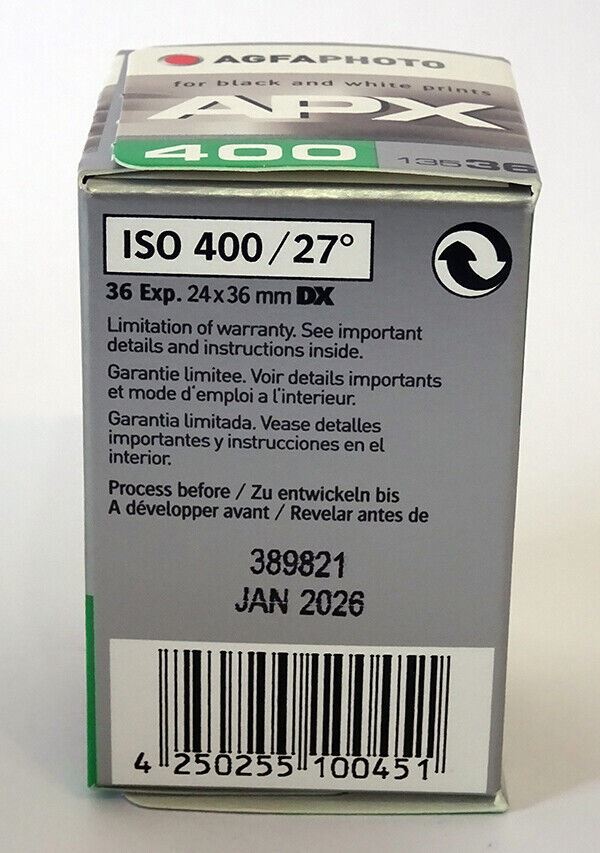 AGFAPHOTO
for black and white prints
APX
400
135 36
ISO 400/27°
36 Exp. 24x36 mm DX
Limitation of warranty. See important
details and instructions inside.
Garantie limitee. Voir details importants
et mode d'emploi a l'interieur.
Garantia limitada. Vease detalles
importantes y instrucciones en el
interior.
Process before / Zu entwickeln bis
A développer avant / Revelar antes de
389821
JAN 2026
4 250255 100451